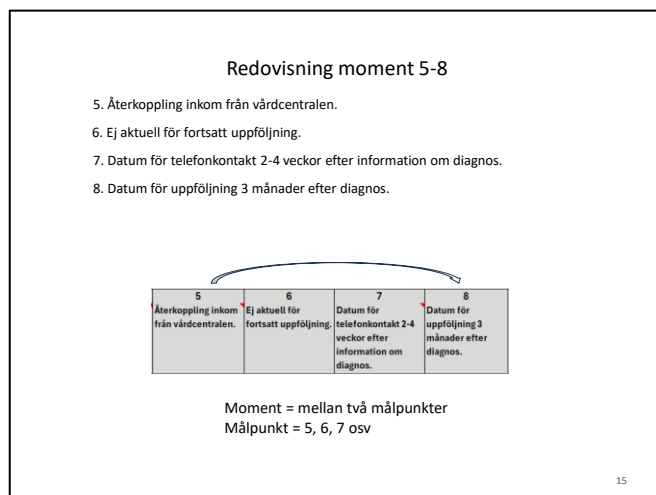 Redovisning moment 5-8
5. Återkoppling inkom från vårdcentralen.
6. Ej aktuell för fortsatt uppföljning.
7. Datum för telefonkontakt 2-4 veckor efter information om diagnos.
8. Datum för uppföljning 3 månader efter diagnos.
5
Återkoppling inkom
från vårdcentralen.
6
Ej aktuell för
fortsatt uppföljning.
7
Datum för
telefonkontakt 2-4
veckor efter
information om
diagnos.
8
Datum för
uppföljning 3
månader efter
diagnos.
Moment = mellan två målpunkter
Målpunkt = 5, 6, 7 osv
15